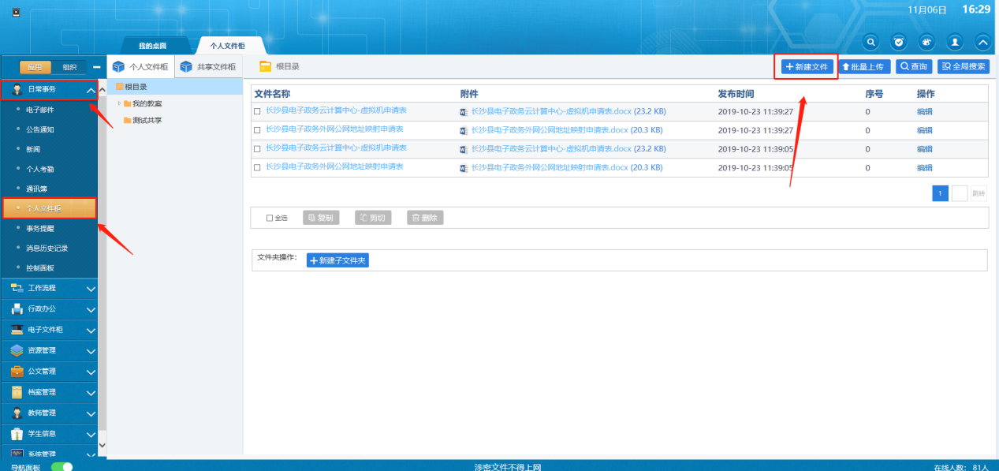 11月06日 16:29
我的桌面 个人文件柜
应用 组织 个人文件柜 共享文件柜 根目录 新建文件 批量上传 查询 全局搜索
日常事务
电子邮件
公告通知
新闻
个人考勤
通讯簿
个人文件柜
事务提醒
消息历史记录
控制面板
工作流程
行政办公
电子文件柜
资源管理
公文管理
档案管理
教师管理
学生信息
系统管理
根目录
我的教案
测试共享
文件名称 附件 发布时间 序号 操作
长沙县电子政务云计算中心-虚拟机申请表 长沙县电子政务云计算中心-虚拟机申请表.docx (23.2 KB) 2019-10-23 11:39:27 0 编辑
长沙县电子政务外网公网地址映射申请表 长沙县电子政务外网公网地址映射申请表.docx (20.3 KB) 2019-10-23 11:39:27 0 编辑
长沙县电子政务云计算中心-虚拟机申请表 长沙县电子政务云计算中心-虚拟机申请表.docx (23.2 KB) 2019-10-23 11:39:05 0 编辑
长沙县电子政务外网公网地址映射申请表 长沙县电子政务外网公网地址映射申请表.docx (20.3 KB) 2019-10-23 11:39:05 0 编辑
1 跳转
全选 复制 剪切 删除
文件夹操作： 新建子文件夹
导航面板 涉密文件不得上网 在线人数： 81人